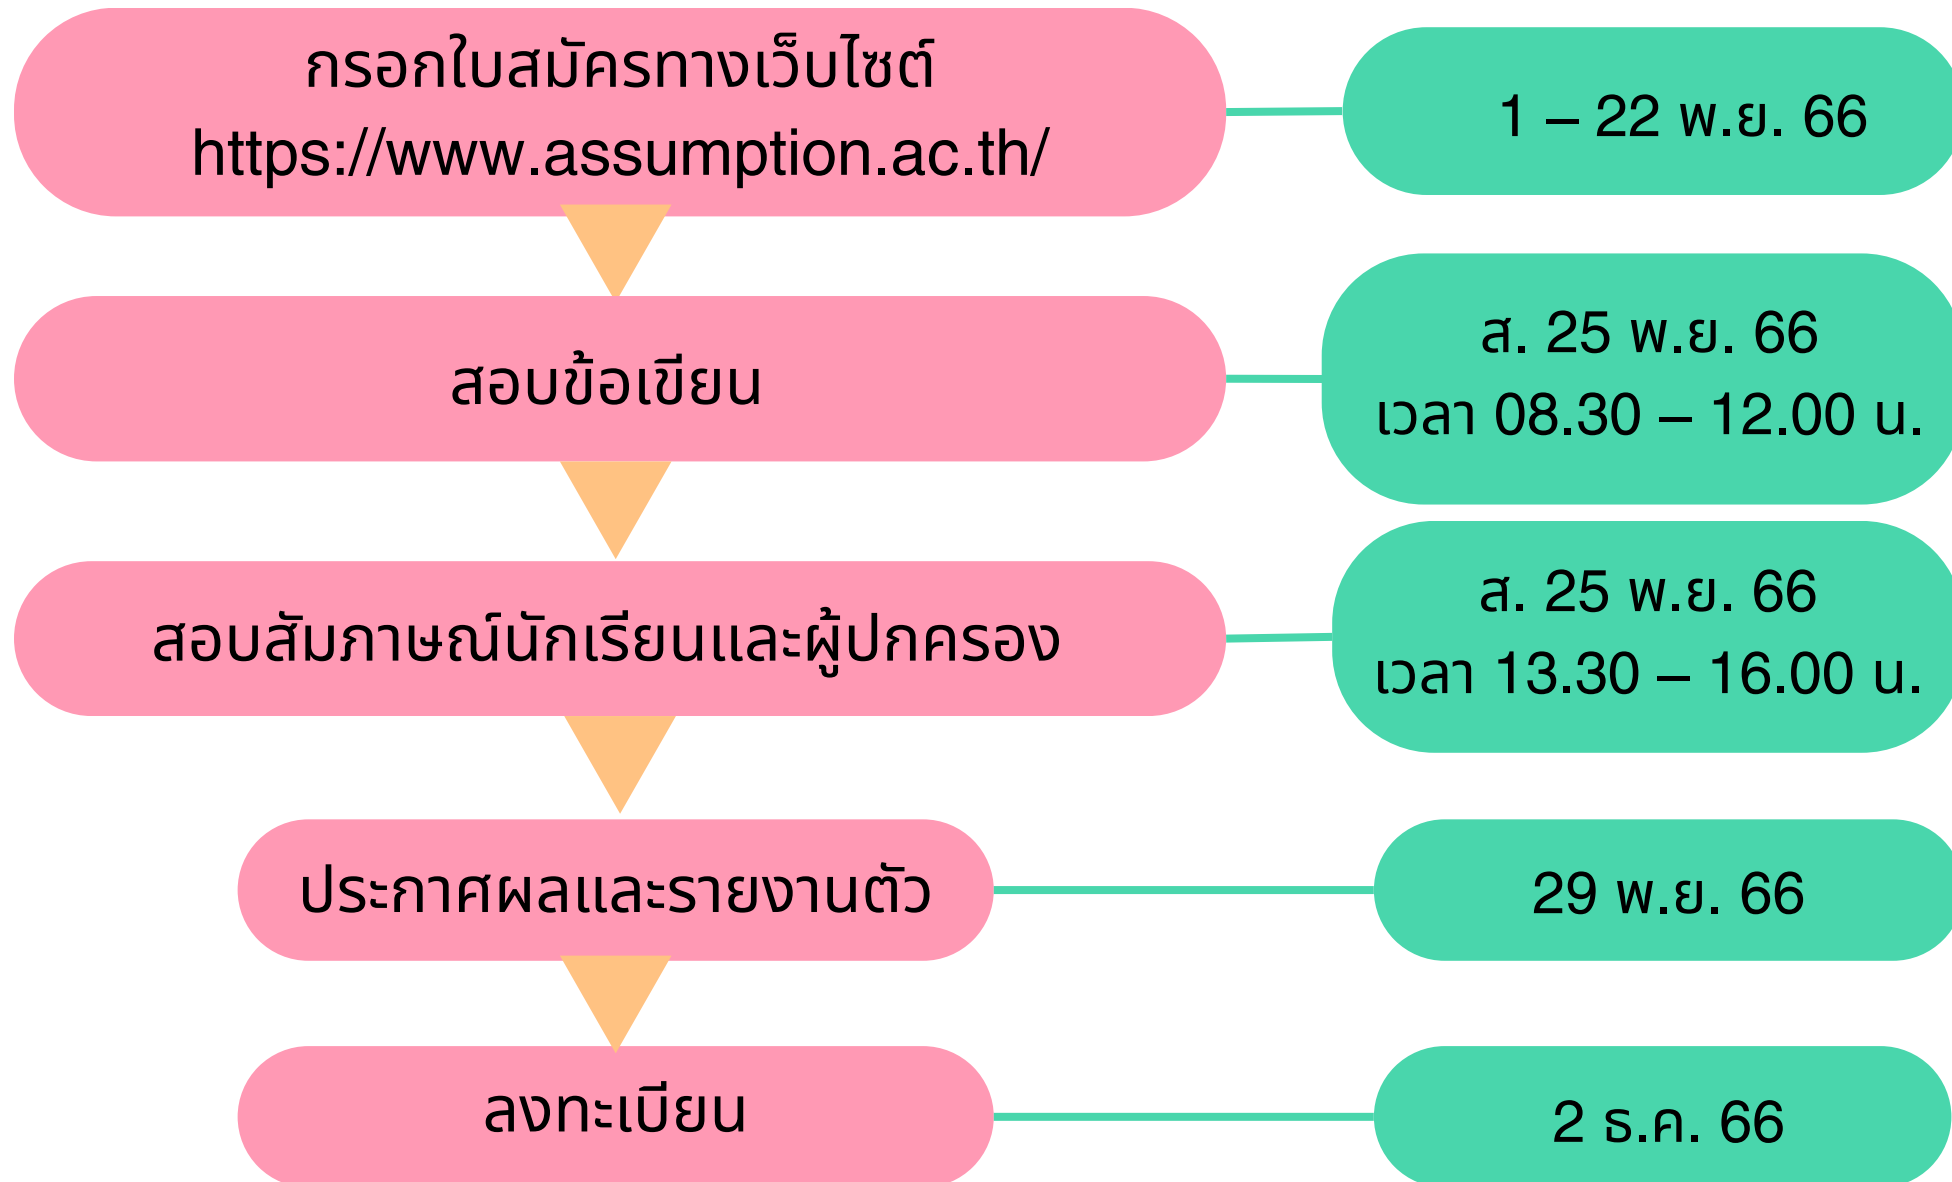 กรอกใบสมัครทางเว็บไซต์
https://www.assumption.ac.th/
1 – 22 พ.ย. 66
สอบข้อเขียน
ส. 25 พ.ย. 66
เวลา 08.30 – 12.00 น.
สอบสัมภาษณ์นักเรียนและผู้ปกครอง
ส. 25 พ.ย. 66
เวลา 13.30 – 16.00 น.
ประกาศผลและรายงานตัว
29 พ.ย. 66
ลงทะเบียน
2 ธ.ค. 66